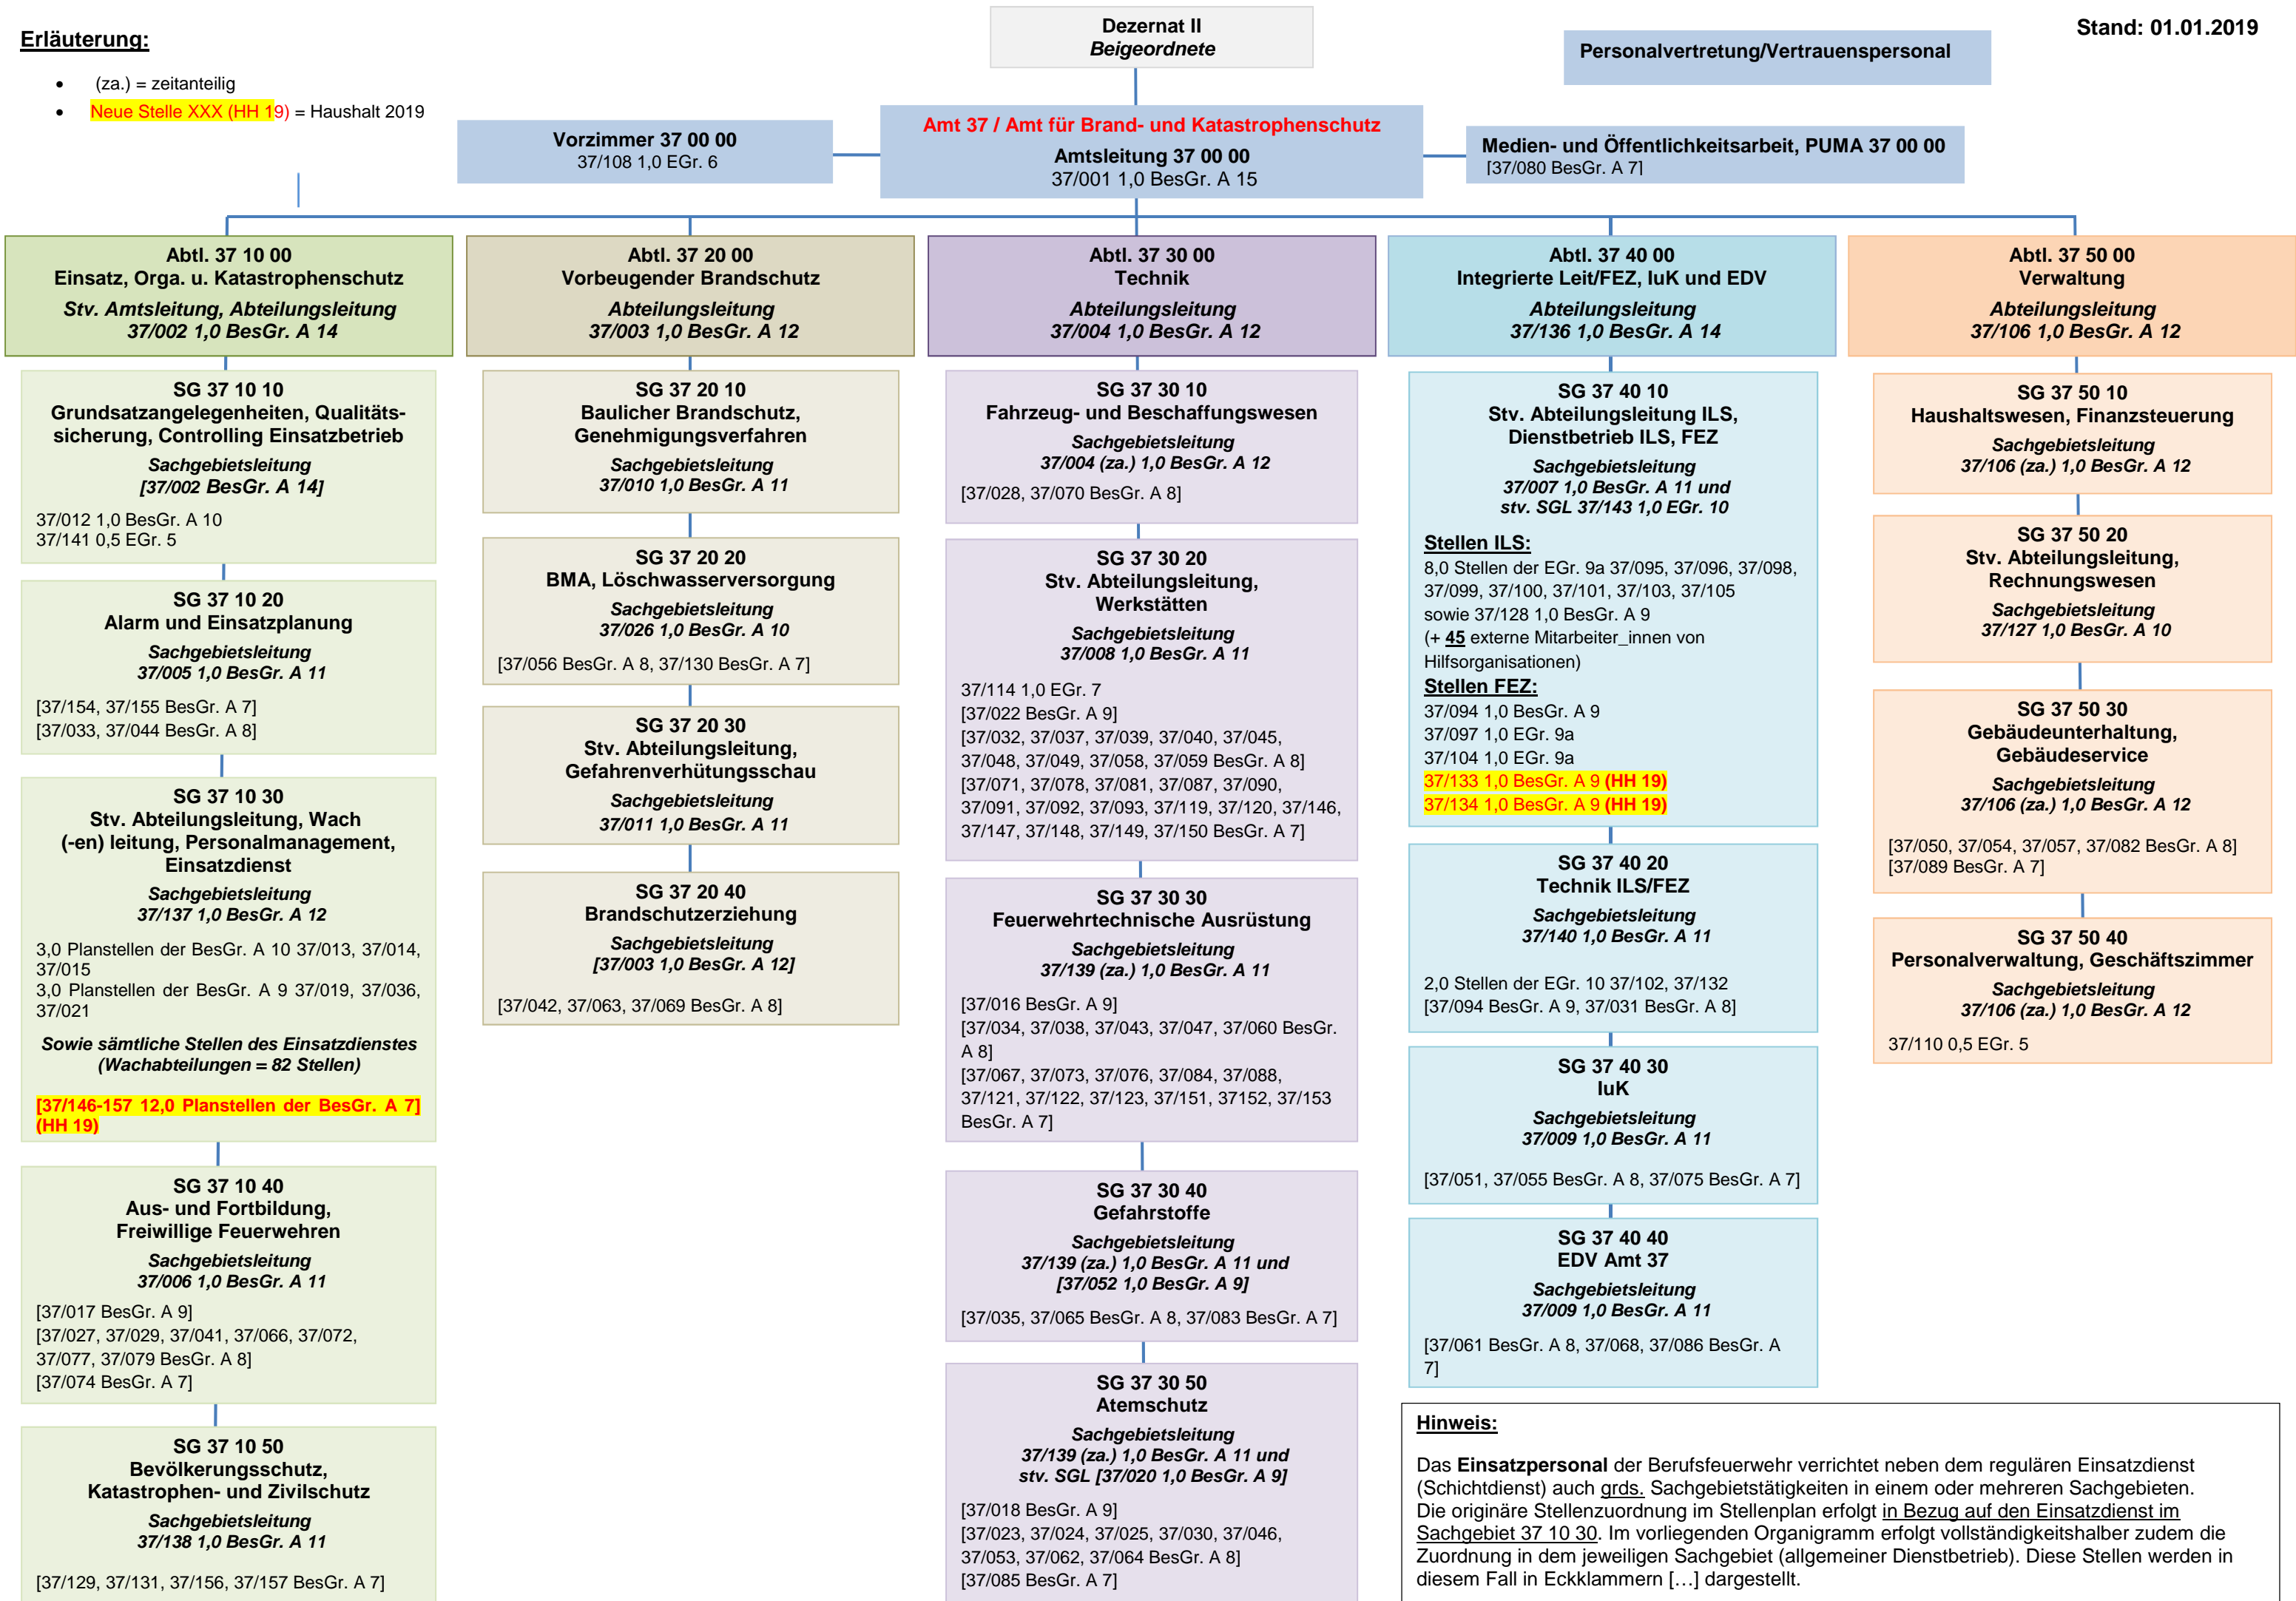 Erläuterung:
(za.) = zeitanteilig
Neue Stelle XXX (HH 19) = Haushalt 2019
Dezernat II
Beigeordnete
Personalvertretung/Vertrauenspersonal
Stand: 01.01.2019
Vorzimmer 37 00 00
37/108 1,0 EGr. 6
Amt 37 / Amt für Brand- und Katastrophenschutz
Amtsleitung 37 00 00
37/001 1,0 BesGr. A 15
Medien- und Öffentlichkeitsarbeit, PUMA 37 00 00
[37/080 BesGr. A 7]
Abtl. 37 10 00
Einsatz, Orga. u. Katastrophenschutz
Stv. Amtsleitung, Abteilungsleitung
37/002 1,0 BesGr. A 14
SG 37 10 10
Grundsatzangelegenheiten, Qualitäts-
sicherung, Controlling Einsatzbetrieb
Sachgebietsleitung
[37/002 BesGr. A 14]
37/012 1,0 BesGr. A 10
37/141 0,5 EGr. 5
SG 37 10 20
Alarm und Einsatzplanung
Sachgebietsleitung
37/005 1,0 BesGr. A 11
[37/154, 37/155 BesGr. A 7]
[37/033, 37/044 BesGr. A 8]
SG 37 10 30
Stv. Abteilungsleitung, Wach
(-en) leitung, Personalmanagement,
Einsatzdienst
Sachgebietsleitung
37/137 1,0 BesGr. A 12
3,0 Planstellen der BesGr. A 10 37/013, 37/014,
37/015
3,0 Planstellen der BesGr. A 9 37/019, 37/036,
37/021
Sowie sämtliche Stellen des Einsatzdienstes
(Wachabteilungen = 82 Stellen)
[37/146-157 12,0 Planstellen der BesGr. A 7]
(HH 19)
SG 37 10 40
Aus- und Fortbildung,
Freiwillige Feuerwehren
Sachgebietsleitung
37/006 1,0 BesGr. A 11
[37/017 BesGr. A 9]
[37/027, 37/029, 37/041, 37/066, 37/072,
37/077, 37/079 BesGr. A 8]
[37/074 BesGr. A 7]
SG 37 10 50
Bevölkerungsschutz,
Katastrophen- und Zivilschutz
Sachgebietsleitung
37/138 1,0 BesGr. A 11
[37/129, 37/131, 37/156, 37/157 BesGr. A 7]
Abtl. 37 20 00
Vorbeugender Brandschutz
Abteilungsleitung
37/003 1,0 BesGr. A 12
SG 37 20 10
Baulicher Brandschutz,
Genehmigungsverfahren
Sachgebietsleitung
37/010 1,0 BesGr. A 11
SG 37 20 20
BMA, Löschwasserversorgung
Sachgebietsleitung
37/026 1,0 BesGr. A 10
[37/056 BesGr. A 8, 37/130 BesGr. A 7]
SG 37 20 30
Stv. Abteilungsleitung,
Gefahrenverhütungsschau
Sachgebietsleitung
37/011 1,0 BesGr. A 11
SG 37 20 40
Brandschutzerziehung
Sachgebietsleitung
[37/003 1,0 BesGr. A 12]
[37/042, 37/063, 37/069 BesGr. A 8]
Abtl. 37 30 00
Technik
Abteilungsleitung
37/004 1,0 BesGr. A 12
SG 37 30 10
Fahrzeug- und Beschaffungswesen
Sachgebietsleitung
37/004 (za.) 1,0 BesGr. A 12
[37/028, 37/070 BesGr. A 8]
SG 37 30 20
Stv. Abteilungsleitung,
Werkstätten
Sachgebietsleitung
37/008 1,0 BesGr. A 11
37/114 1,0 EGr. 7
[37/022 BesGr. A 9]
[37/032, 37/037, 37/039, 37/040, 37/045,
37/048, 37/049, 37/058, 37/059 BesGr. A 8]
[37/071, 37/078, 37/081, 37/087, 37/090,
37/091, 37/092, 37/093, 37/119, 37/120, 37/146,
37/147, 37/148, 37/149, 37/150 BesGr. A 7]
SG 37 30 30
Feuerwehrtechnische Ausrüstung
Sachgebietsleitung
37/139 (za.) 1,0 BesGr. A 11
[37/016 BesGr. A 9]
[37/034, 37/038, 37/043, 37/047, 37/060 BesGr.
A 8]
[37/067, 37/073, 37/076, 37/084, 37/088,
37/121, 37/122, 37/123, 37/151, 37152, 37/153
BesGr. A 7]
SG 37 30 40
Gefahrstoffe
Sachgebietsleitung
37/139 (za.) 1,0 BesGr. A 11 und
[37/052 1,0 BesGr. A 9]
[37/035, 37/065 BesGr. A 8, 37/083 BesGr. A 7]
SG 37 30 50
Atemschutz
Sachgebietsleitung
37/139 (za.) 1,0 BesGr. A 11 und
stv. SGL [37/020 1,0 BesGr. A 9]
[37/018 BesGr. A 9]
[37/023, 37/024, 37/025, 37/030, 37/046,
37/053, 37/062, 37/064 BesGr. A 8]
[37/085 BesGr. A 7]
Abtl. 37 40 00
Integrierte Leit/FEZ, IuK und EDV
Abteilungsleitung
37/136 1,0 BesGr. A 14
SG 37 40 10
Stv. Abteilungsleitung ILS,
Dienstbetrieb ILS, FEZ
Sachgebietsleitung
37/007 1,0 BesGr. A 11 und
stv. SGL 37/143 1,0 EGr. 10
Stellen ILS:
8,0 Stellen der EGr. 9a 37/095, 37/096, 37/098,
37/099, 37/100, 37/101, 37/103, 37/105
sowie 37/128 1,0 BesGr. A 9
(+ 45 externe Mitarbeiter_innen von
Hilfsorganisationen)
Stellen FEZ:
37/094 1,0 BesGr. A 9
37/097 1,0 EGr. 9a
37/104 1,0 EGr. 9a
37/133 1,0 BesGr. A 9 (HH 19)
37/134 1,0 BesGr. A 9 (HH 19)
SG 37 40 20
Technik ILS/FEZ
Sachgebietsleitung
37/140 1,0 BesGr. A 11
2,0 Stellen der EGr. 10 37/102, 37/132
[37/094 BesGr. A 9, 37/031 BesGr. A 8]
SG 37 40 30
IuK
Sachgebietsleitung
37/009 1,0 BesGr. A 11
[37/051, 37/055 BesGr. A 8, 37/075 BesGr. A 7]
SG 37 40 40
EDV Amt 37
Sachgebietsleitung
37/009 1,0 BesGr. A 11
[37/061 BesGr. A 8, 37/068, 37/086 BesGr. A
7]
Abtl. 37 50 00
Verwaltung
Abteilungsleitung
37/106 1,0 BesGr. A 12
SG 37 50 10
Haushaltswesen, Finanzsteuerung
Sachgebietsleitung
37/106 (za.) 1,0 BesGr. A 12
SG 37 50 20
Stv. Abteilungsleitung,
Rechnungswesen
Sachgebietsleitung
37/127 1,0 BesGr. A 10
SG 37 50 30
Gebäudeunterhaltung,
Gebäudeservice
Sachgebietsleitung
37/106 (za.) 1,0 BesGr. A 12
[37/050, 37/054, 37/057, 37/082 BesGr. A 8]
[37/089 BesGr. A 7]
SG 37 50 40
Personalverwaltung, Geschäftszimmer
Sachgebietsleitung
37/106 (za.) 1,0 BesGr. A 12
37/110 0,5 EGr. 5
Hinweis:
Das Einsatzpersonal der Berufsfeuerwehr verrichtet neben dem regulären Einsatzdienst
(Schichtdienst) auch grds. Sachgebietstätigkeiten in einem oder mehreren Sachgebieten.
Die originäre Stellenzuordnung im Stellenplan erfolgt in Bezug auf den Einsatzdienst im
Sachgebiet 37 10 30. Im vorliegenden Organigramm erfolgt vollständigkeitshalber zudem die
Zuordnung in dem jeweiligen Sachgebiet (allgemeiner Dienstbetrieb). Diese Stellen werden in
diesem Fall in Eckklammern […] dargestellt.